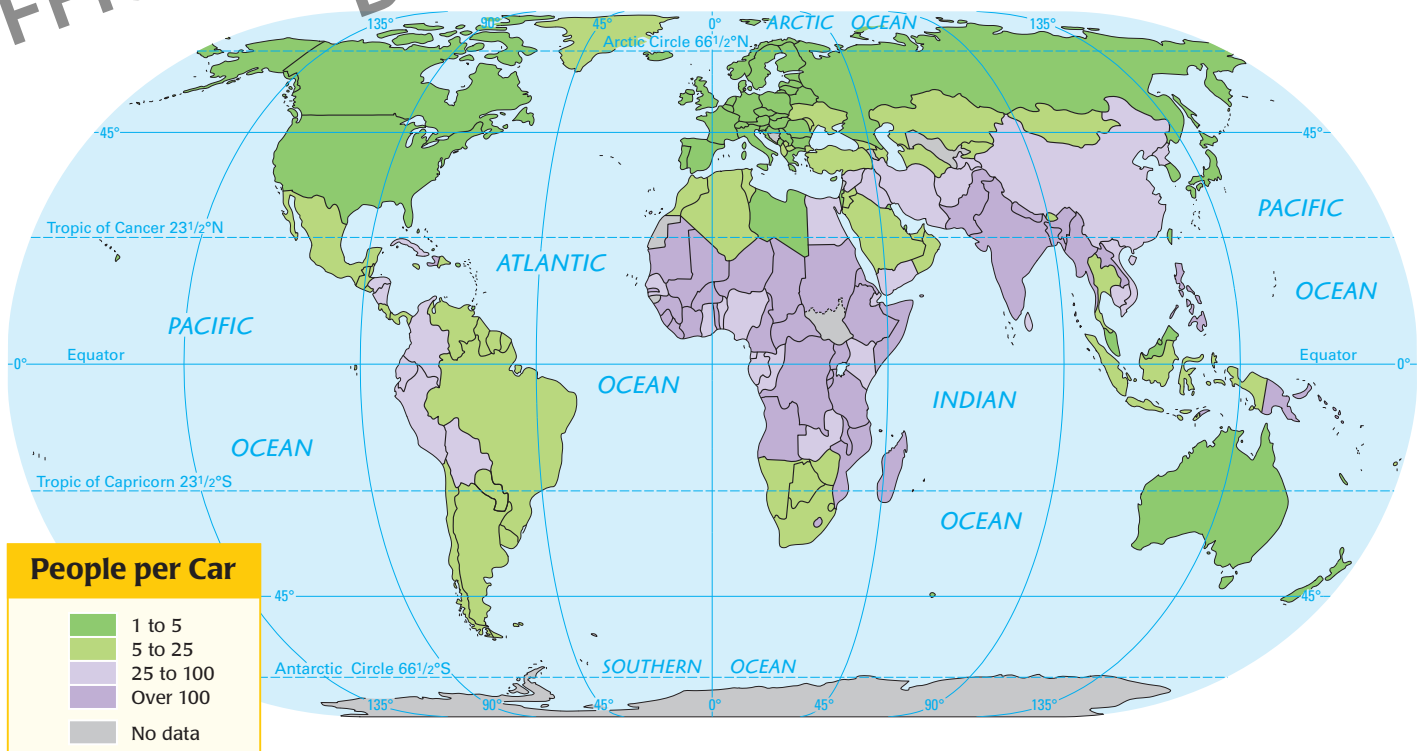 135° 90° 45° 0° ARCTIC OCEAN 135°
Arctic Circle 66 1/2°N
45° 45°
PACIFIC
Tropic of Cancer 23 1/2°N
ATLANTIC
OCEAN
PACIFIC
Equator Equator
0° 0°
OCEAN
INDIAN
OCEAN
Tropic of Capricorn 23 1/2°S
OCEAN
People per Car
45° 45°
1 to 5
5 to 25
25 to 100
Over 100
No data
Antarctic Circle 66 1/2°S
SOUTHERN OCEAN
135° 90° 45° 0° 45° 90° 135°